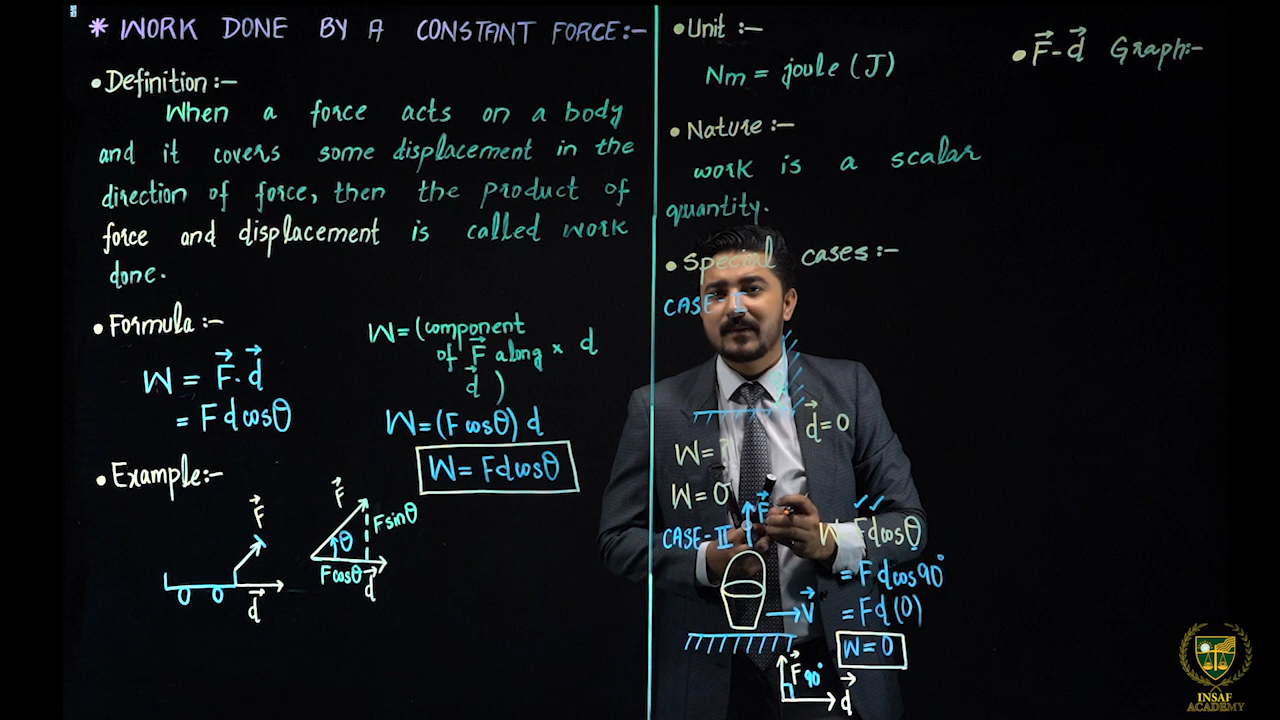 * WORK DONE BY A CONSTANT FORCE:-
• Definition :-
When a force acts on a body
and it covers some displacement in the
direction of force, then the product of
force and displacement is called work
done.
• Formula :-
W = F⃗ · d⃗
= F d cosθ
W = (component
of F⃗ along × d
d⃗ )
W = (F cosθ) d
W = Fd cosθ
• Example:-
F⃗
d⃗
F⃗
θ
F sinθ
F cosθ
d⃗
• Unit :-
Nm = joule (J)
• Nature :-
work is a scalar
quantity.
• Special cases :-
CASE-I
d⃗ = 0
W = ?
W = 0
CASE-II
F⃗
V⃗
W = Fd cosθ
= F d cos 90°
= Fd (0)
W = 0
F⃗
90°
d⃗
• F⃗ - d⃗ Graph:-
INSAF
ACADEMY